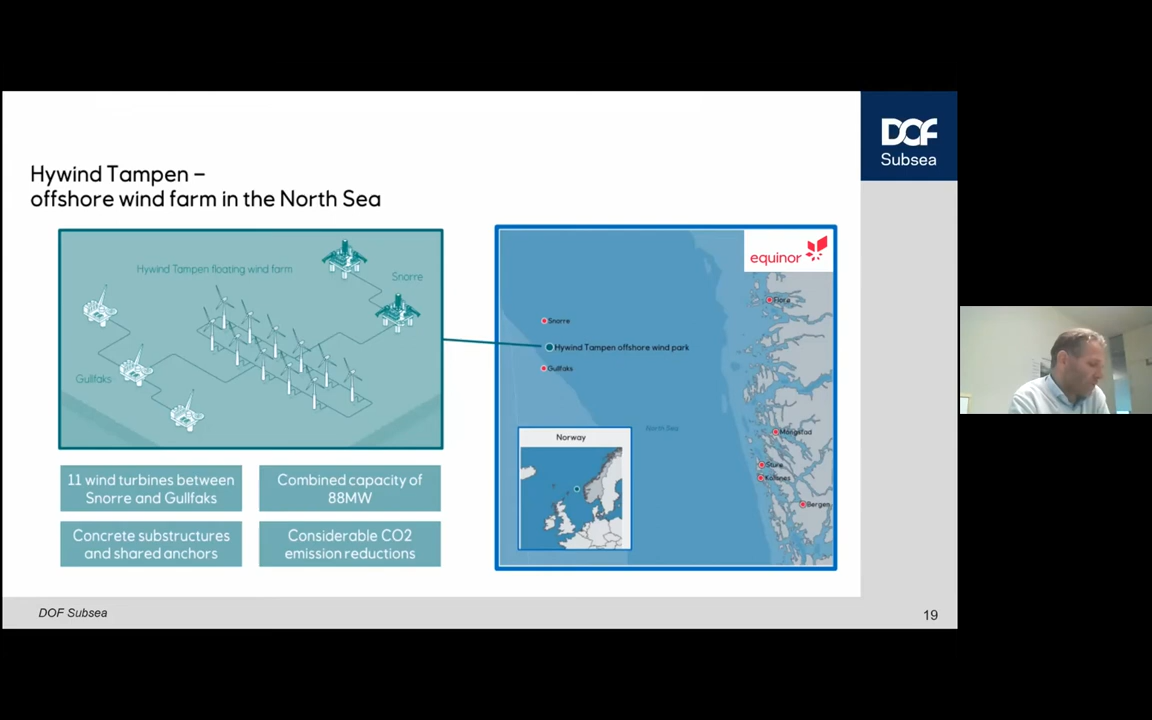 DOF
Subsea
Hywind Tampen –
offshore wind farm in the North Sea
Hywind Tampen floating wind farm
Snorre
Gullfaks
equinor
Florø
Snorre
Hywind Tampen offshore wind park
Gullfaks
North Sea
Mongstad
Sture
Kollsnes
Bergen
Norway
11 wind turbines between
Snorre and Gullfaks
Combined capacity of
88MW
Concrete substructures
and shared anchors
Considerable CO2
emission reductions
DOF Subsea
19